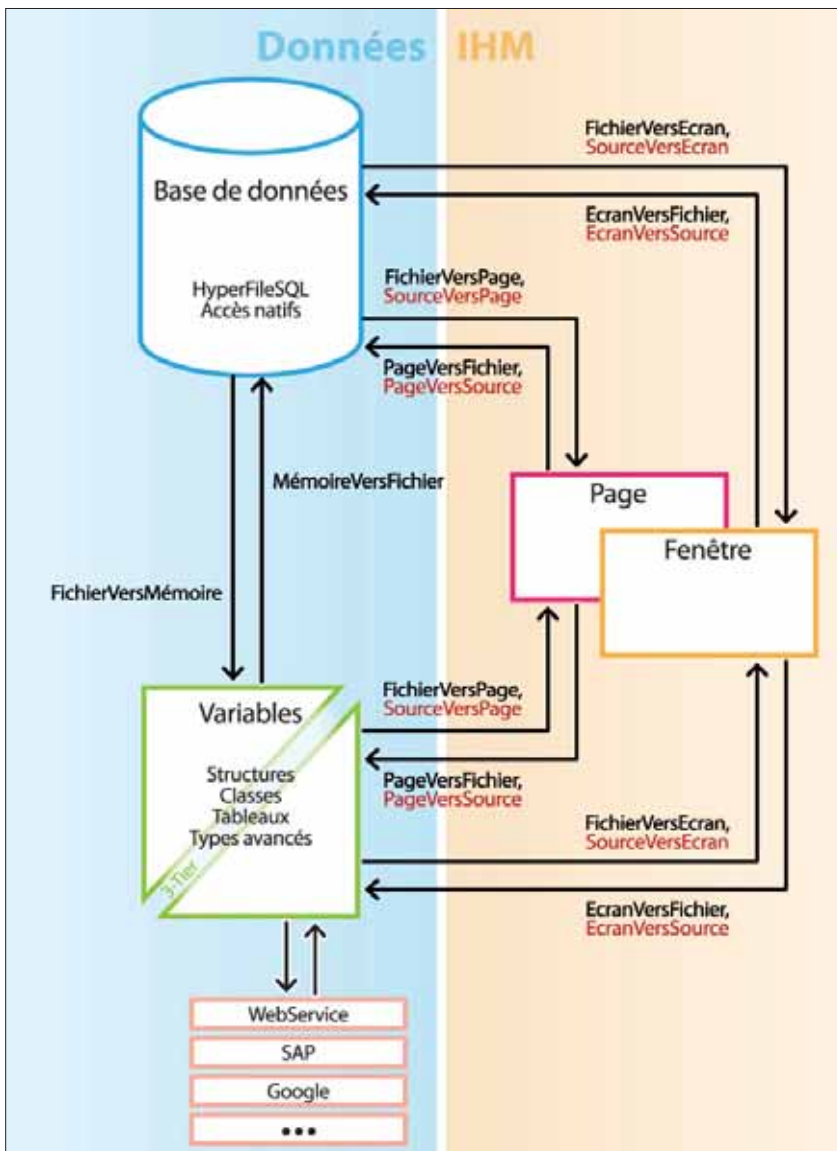 Données IHM
FichierVersEcran,
SourceVersEcran
Base de données
EcranVersFichier,
EcranVersSource
HyperFileSQL
Accès natifs
FichierVersPage,
SourceVersPage
PageVersFichier,
PageVersSource
MémoireVersFichier
Page
Fenêtre
FichierVersMémoire
Variables
FichierVersPage,
SourceVersPage
Structures
Classes
Tableaux
Types avancés
PageVersFichier,
PageVersSource
FichierVersEcran,
SourceVersEcran
3-Tier
EcranVersFichier,
EcranVersSource
WebService
SAP
Google
•••